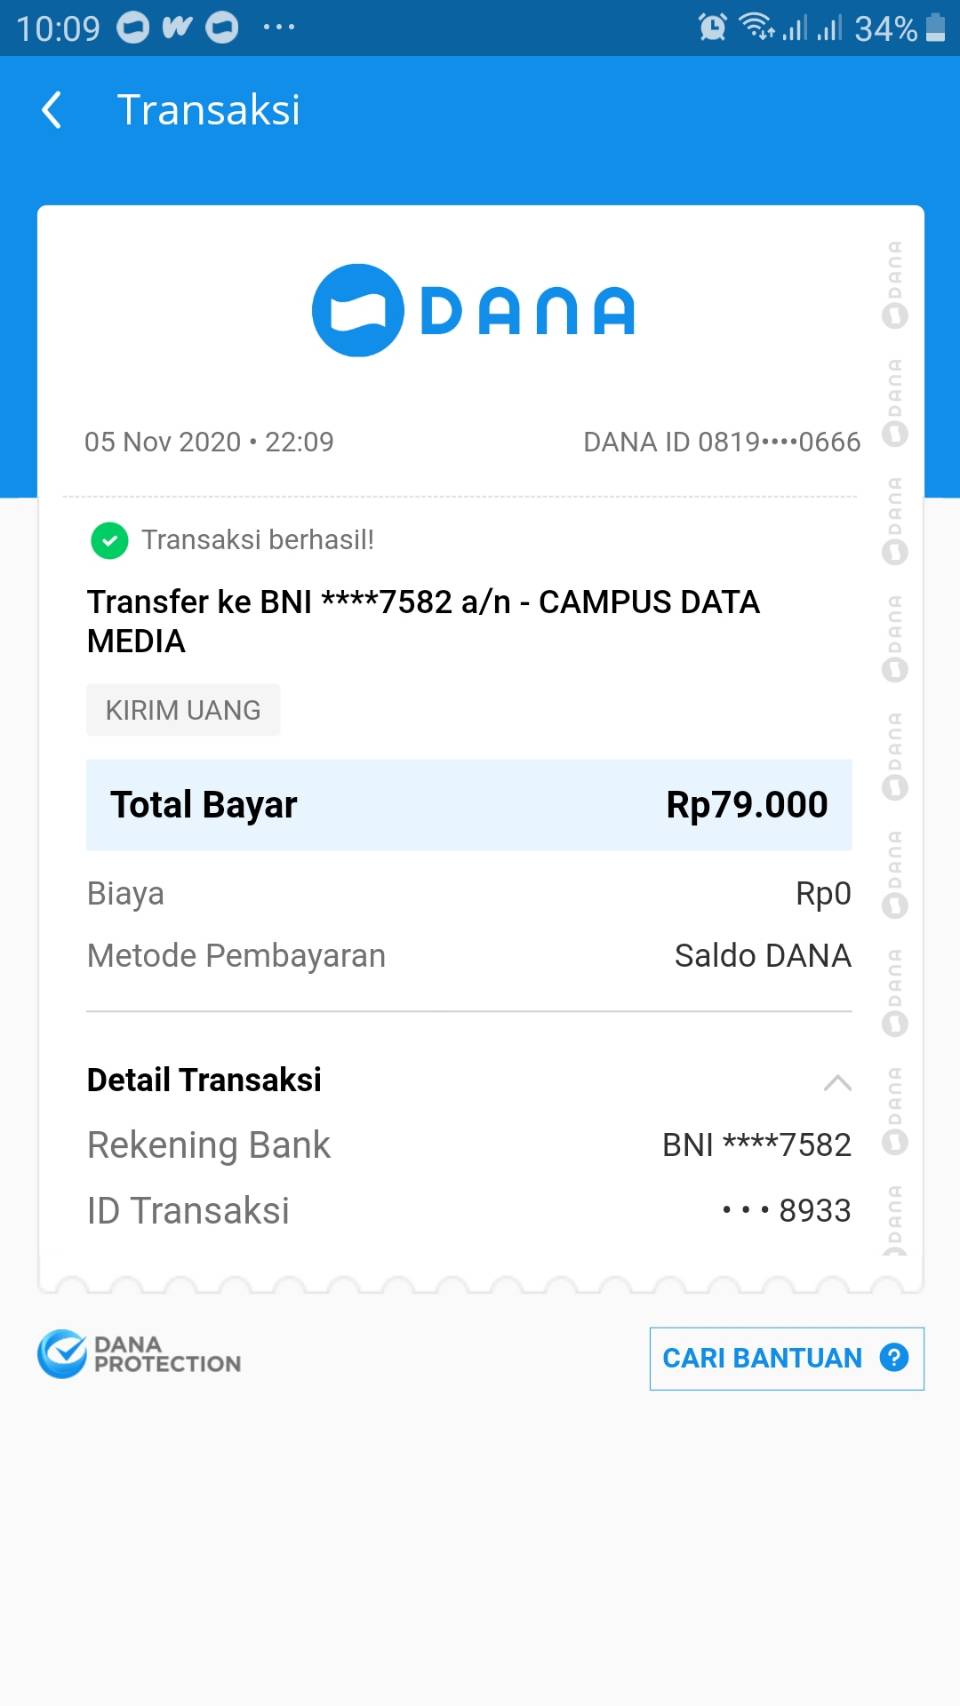 10:09 34%
Transaksi
DANA
05 Nov 2020 • 22:09 DANA ID 0819••••0666
Transaksi berhasil!
Transfer ke BNI ****7582 a/n - CAMPUS DATA
MEDIA
KIRIM UANG
Total Bayar Rp79.000
Biaya Rp0
Metode Pembayaran Saldo DANA
Detail Transaksi
Rekening Bank BNI ****7582
ID Transaksi • • • 8933
DANA
PROTECTION
CARI BANTUAN ?
DANA
DANA
DANA
DANA
DANA
DANA
DANA
DANA
DANA